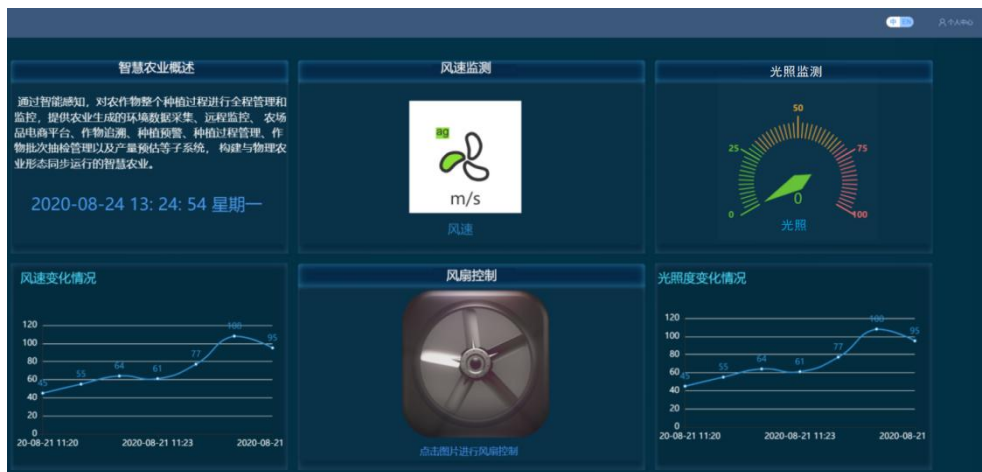 中 EN
个人中心
智慧农业概述
通过智能感知，对农作物整个种植过程进行全程管理和
监控，提供农业生成的环境数据采集、远程监控、 农场
品电商平台、作物追溯、种植预警、种植过程管理、作
物批次抽检管理以及产量预估等子系统， 构建与物理农
业形态同步运行的智慧农业。
2020-08-24 13: 24: 54 星期一
风速监测
ag
m/s
风速
光照监测
50
25
75
0
0
100
光照
风速变化情况
120
100
80
60
40
20
0
45
55
64
61
77
108
95
20-08-21 11:20
2020-08-21 11:23
2020-08-21
风扇控制
点击图片进行风扇控制
光照度变化情况
120
100
80
60
40
20
0
45
55
64
61
77
108
95
20-08-21 11:20
2020-08-21 11:23
2020-08-21